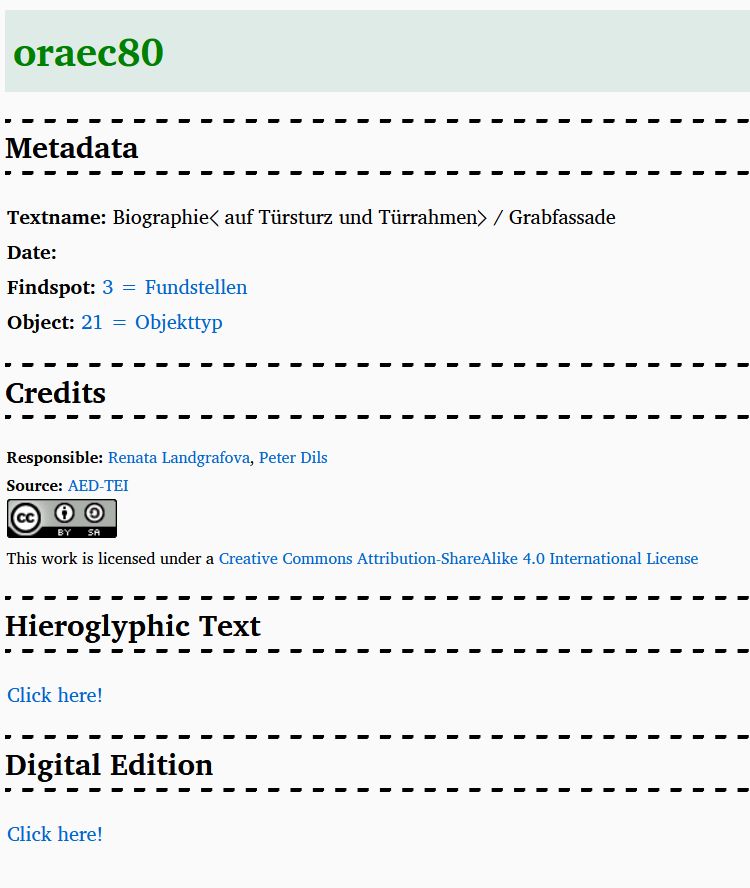 oraec80
Metadata
Textname: Biographie< auf Türsturz und Türrahmen> / Grabfassade
Date:
Findspot: 3 = Fundstellen
Object: 21 = Objekttyp
Credits
Responsible: Renata Landgrafova, Peter Dils
Source: AED-TEI
cc BY SA
This work is licensed under a Creative Commons Attribution-ShareAlike 4.0 International License
Hieroglyphic Text
Click here!
Digital Edition
Click here!